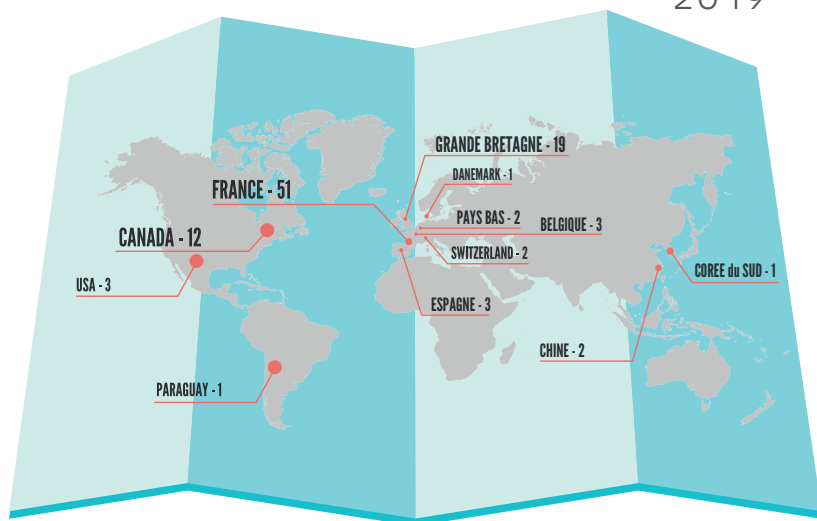 2019
GRANDE BRETAGNE - 19
DANEMARK - 1
FRANCE - 51
PAYS BAS - 2
BELGIQUE - 3
CANADA - 12
SWITZERLAND - 2
COREE du SUD - 1
USA - 3
ESPAGNE - 3
CHINE - 2
PARAGUAY - 1